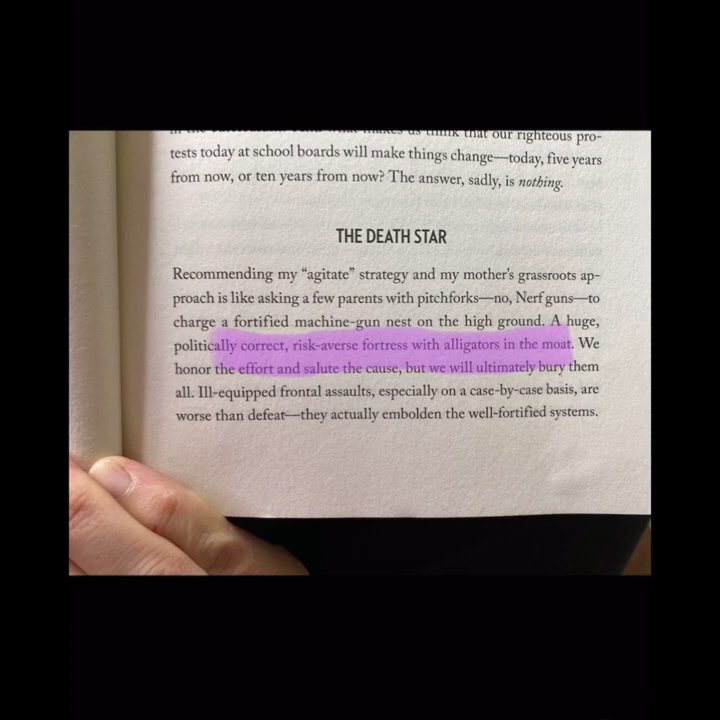 what makes us think that our righteous pro-
tests today at school boards will make things change—today, five years
from now, or ten years from now? The answer, sadly, is nothing.
THE DEATH STAR
Recommending my “agitate” strategy and my mother’s grassroots ap-
proach is like asking a few parents with pitchforks—no, Nerf guns—to
charge a fortified machine-gun nest on the high ground. A huge,
politically correct, risk-averse fortress with alligators in the moat. We
honor the effort and salute the cause, but we will ultimately bury them
all. Ill-equipped frontal assaults, especially on a case-by-case basis, are
worse than defeat—they actually embolden the well-fortified systems.